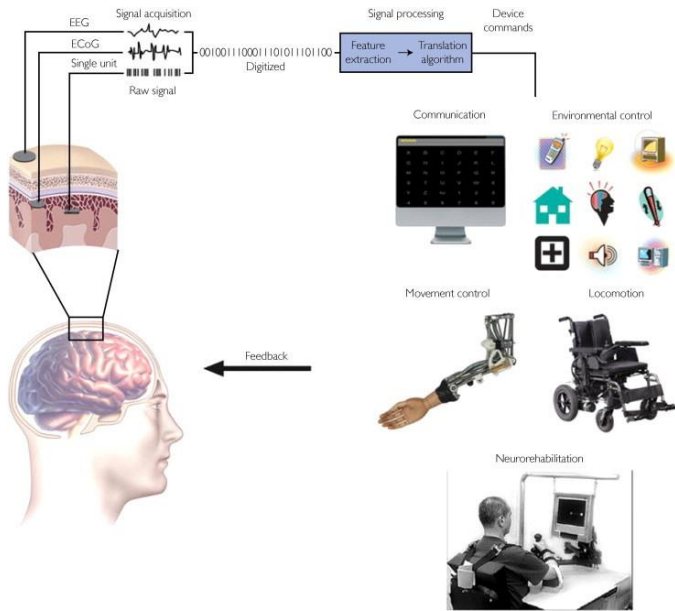 EEG
Signal acquisition
Signal processing
Device
commands
ECoG
Single unit
Raw signal
00100111000111010111101100
Digitized
Feature
extraction
Translation
algorithm
Communication
Environmental control
Movement control
Locomotion
Feedback
Neurorehabilitation